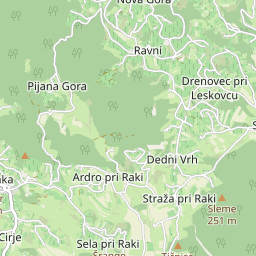 Nova Gora
Ravni
Drenovec pri
Leskovcu
Pijana Gora
Dedni Vrh
Ardro pri Raki
Straža pri Raki
Sleme
251 m
Cirje
Sela pri Raki
Šrange